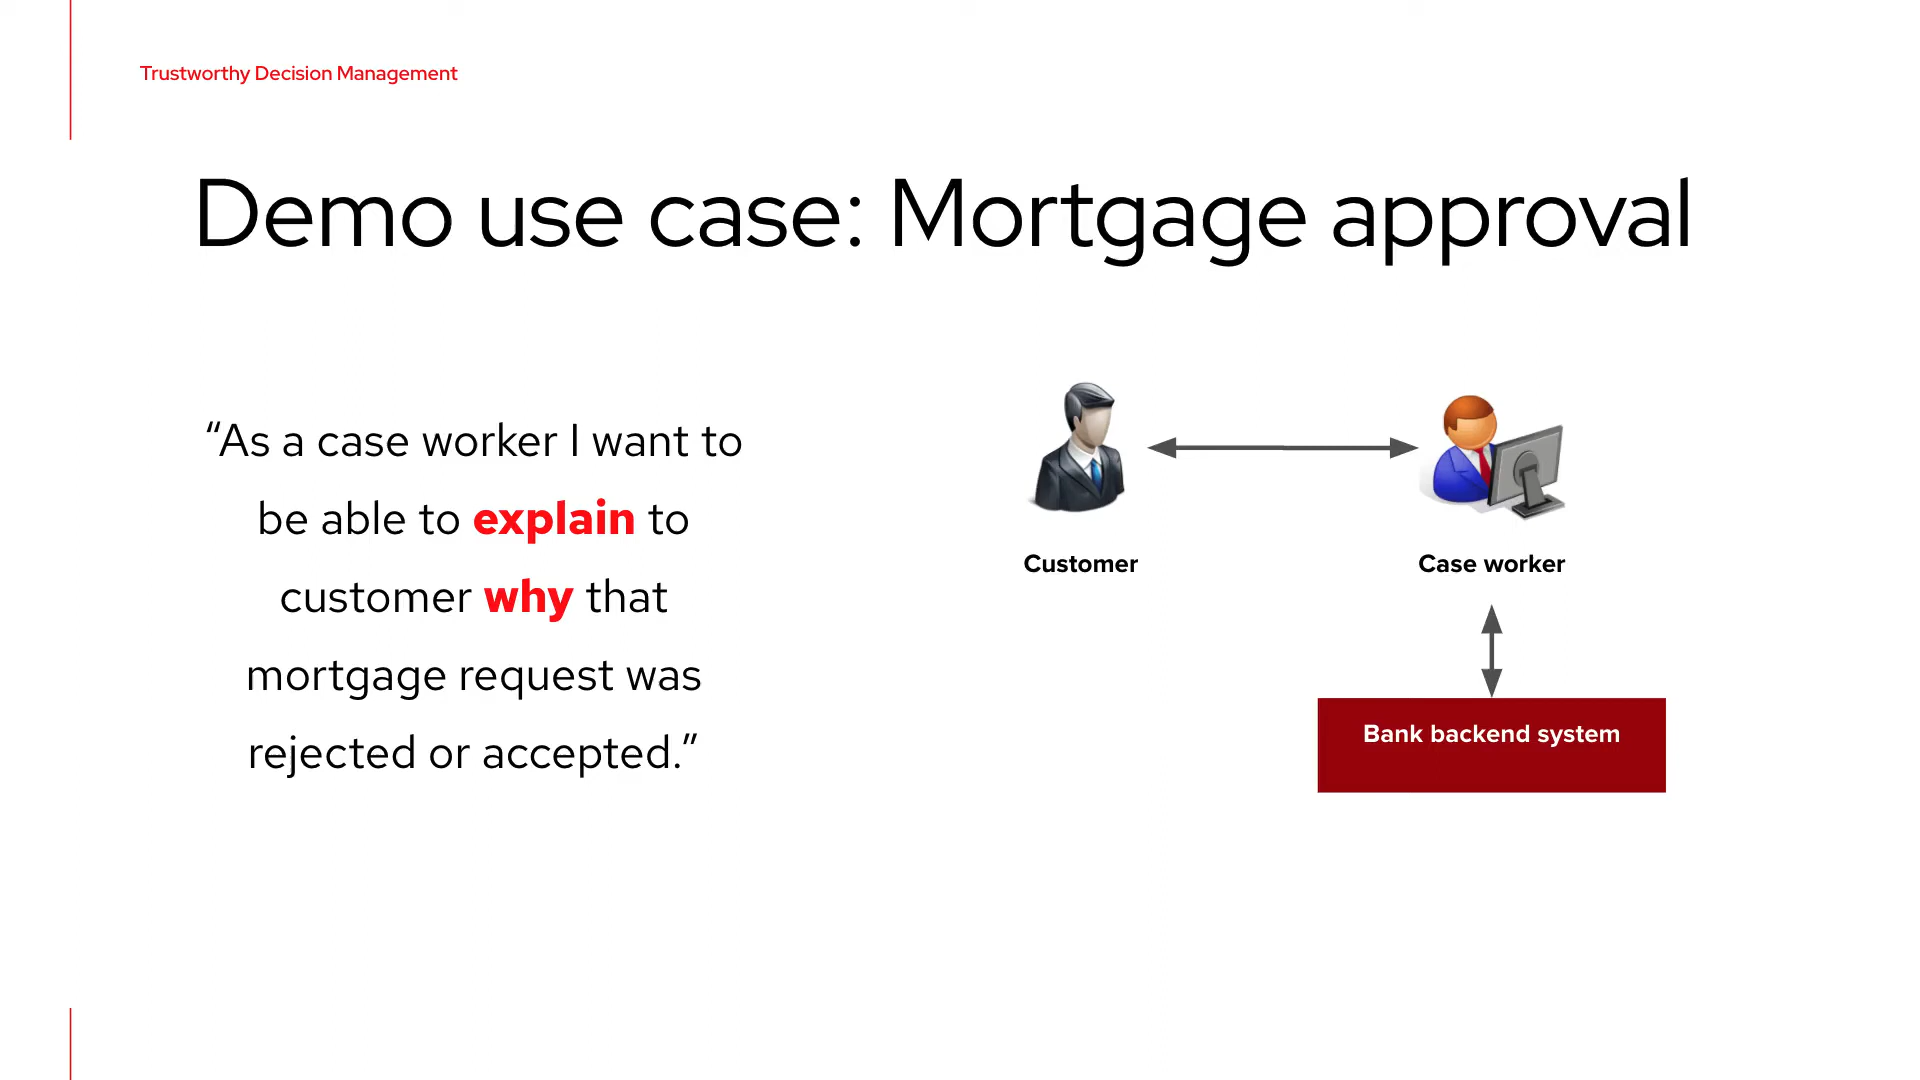 Trustworthy Decision Management
Demo use case: Mortgage approval
“As a case worker I want to
be able to explain to
customer why that
mortgage request was
rejected or accepted.”
Customer
Case worker
Bank backend system